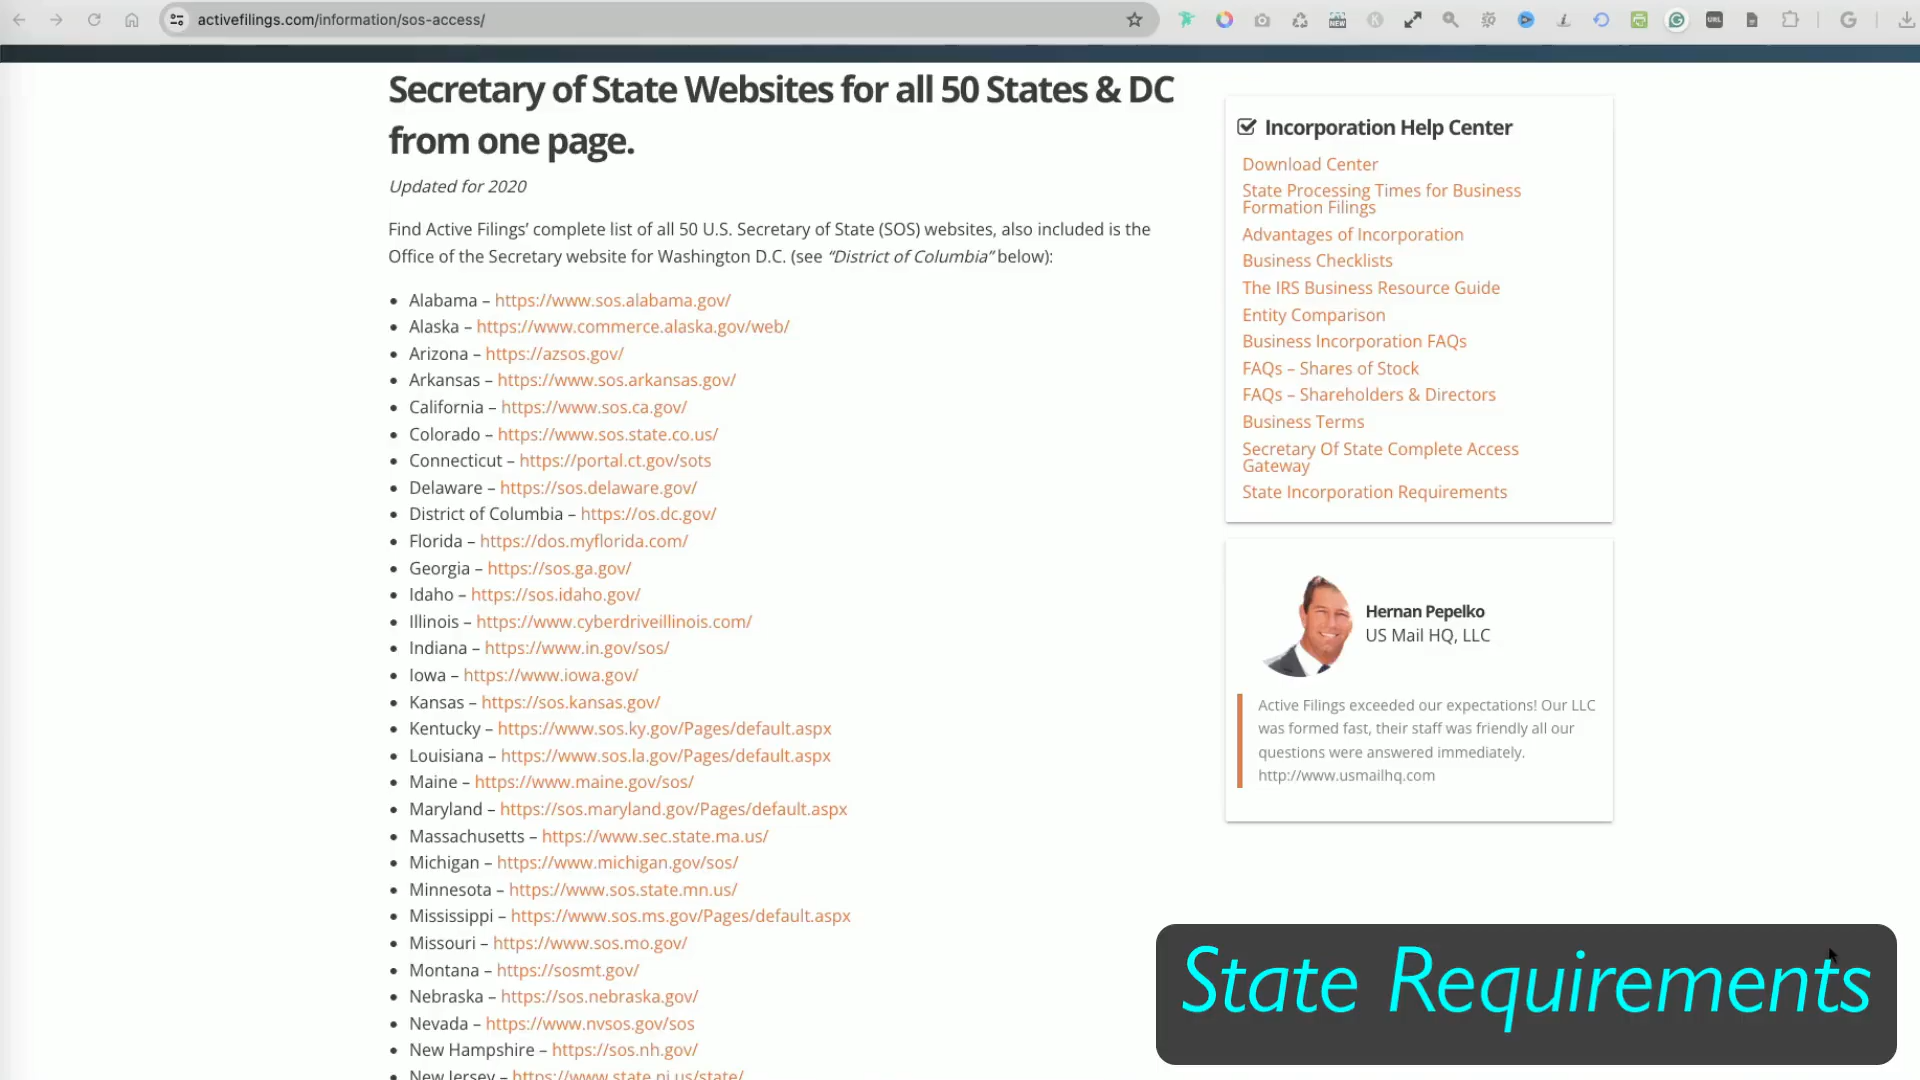 activefilings.com/information/sos-access/
Secretary of State Websites for all 50 States & DC
from one page.
Updated for 2020
Find Active Filings’ complete list of all 50 U.S. Secretary of State (SOS) websites, also included is the
Office of the Secretary website for Washington D.C. (see “District of Columbia” below):
• Alabama – https://www.sos.alabama.gov/
• Alaska – https://www.commerce.alaska.gov/web/
• Arizona – https://azsos.gov/
• Arkansas – https://www.sos.arkansas.gov/
• California – https://www.sos.ca.gov/
• Colorado – https://www.sos.state.co.us/
• Connecticut – https://portal.ct.gov/sots
• Delaware – https://sos.delaware.gov/
• District of Columbia – https://os.dc.gov/
• Florida – https://dos.myflorida.com/
• Georgia – https://sos.ga.gov/
• Idaho – https://sos.idaho.gov/
• Illinois – https://www.cyberdriveillinois.com/
• Indiana – https://www.in.gov/sos/
• Iowa – https://www.iowa.gov/
• Kansas – https://sos.kansas.gov/
• Kentucky – https://www.sos.ky.gov/Pages/default.aspx
• Louisiana – https://www.sos.la.gov/Pages/default.aspx
• Maine – https://www.maine.gov/sos/
• Maryland – https://sos.maryland.gov/Pages/default.aspx
• Massachusetts – https://www.sec.state.ma.us/
• Michigan – https://www.michigan.gov/sos/
• Minnesota – https://www.sos.state.mn.us/
• Mississippi – https://www.sos.ms.gov/Pages/default.aspx
• Missouri – https://www.sos.mo.gov/
• Montana – https://sosmt.gov/
• Nebraska – https://sos.nebraska.gov/
• Nevada – https://www.nvsos.gov/sos
• New Hampshire – https://sos.nh.gov/
• New Jersey – https://www.state.nj.us/state/
Incorporation Help Center
Download Center
State Processing Times for Business
Formation Filings
Advantages of Incorporation
Business Checklists
The IRS Business Resource Guide
Entity Comparison
Business Incorporation FAQs
FAQs – Shares of Stock
FAQs – Shareholders & Directors
Business Terms
Secretary Of State Complete Access
Gateway
State Incorporation Requirements
Hernan Pepelko
US Mail HQ, LLC
Active Filings exceeded our expectations! Our LLC
was formed fast, their staff was friendly all our
questions were answered immediately.
http://www.usmailhq.com
State Requirements